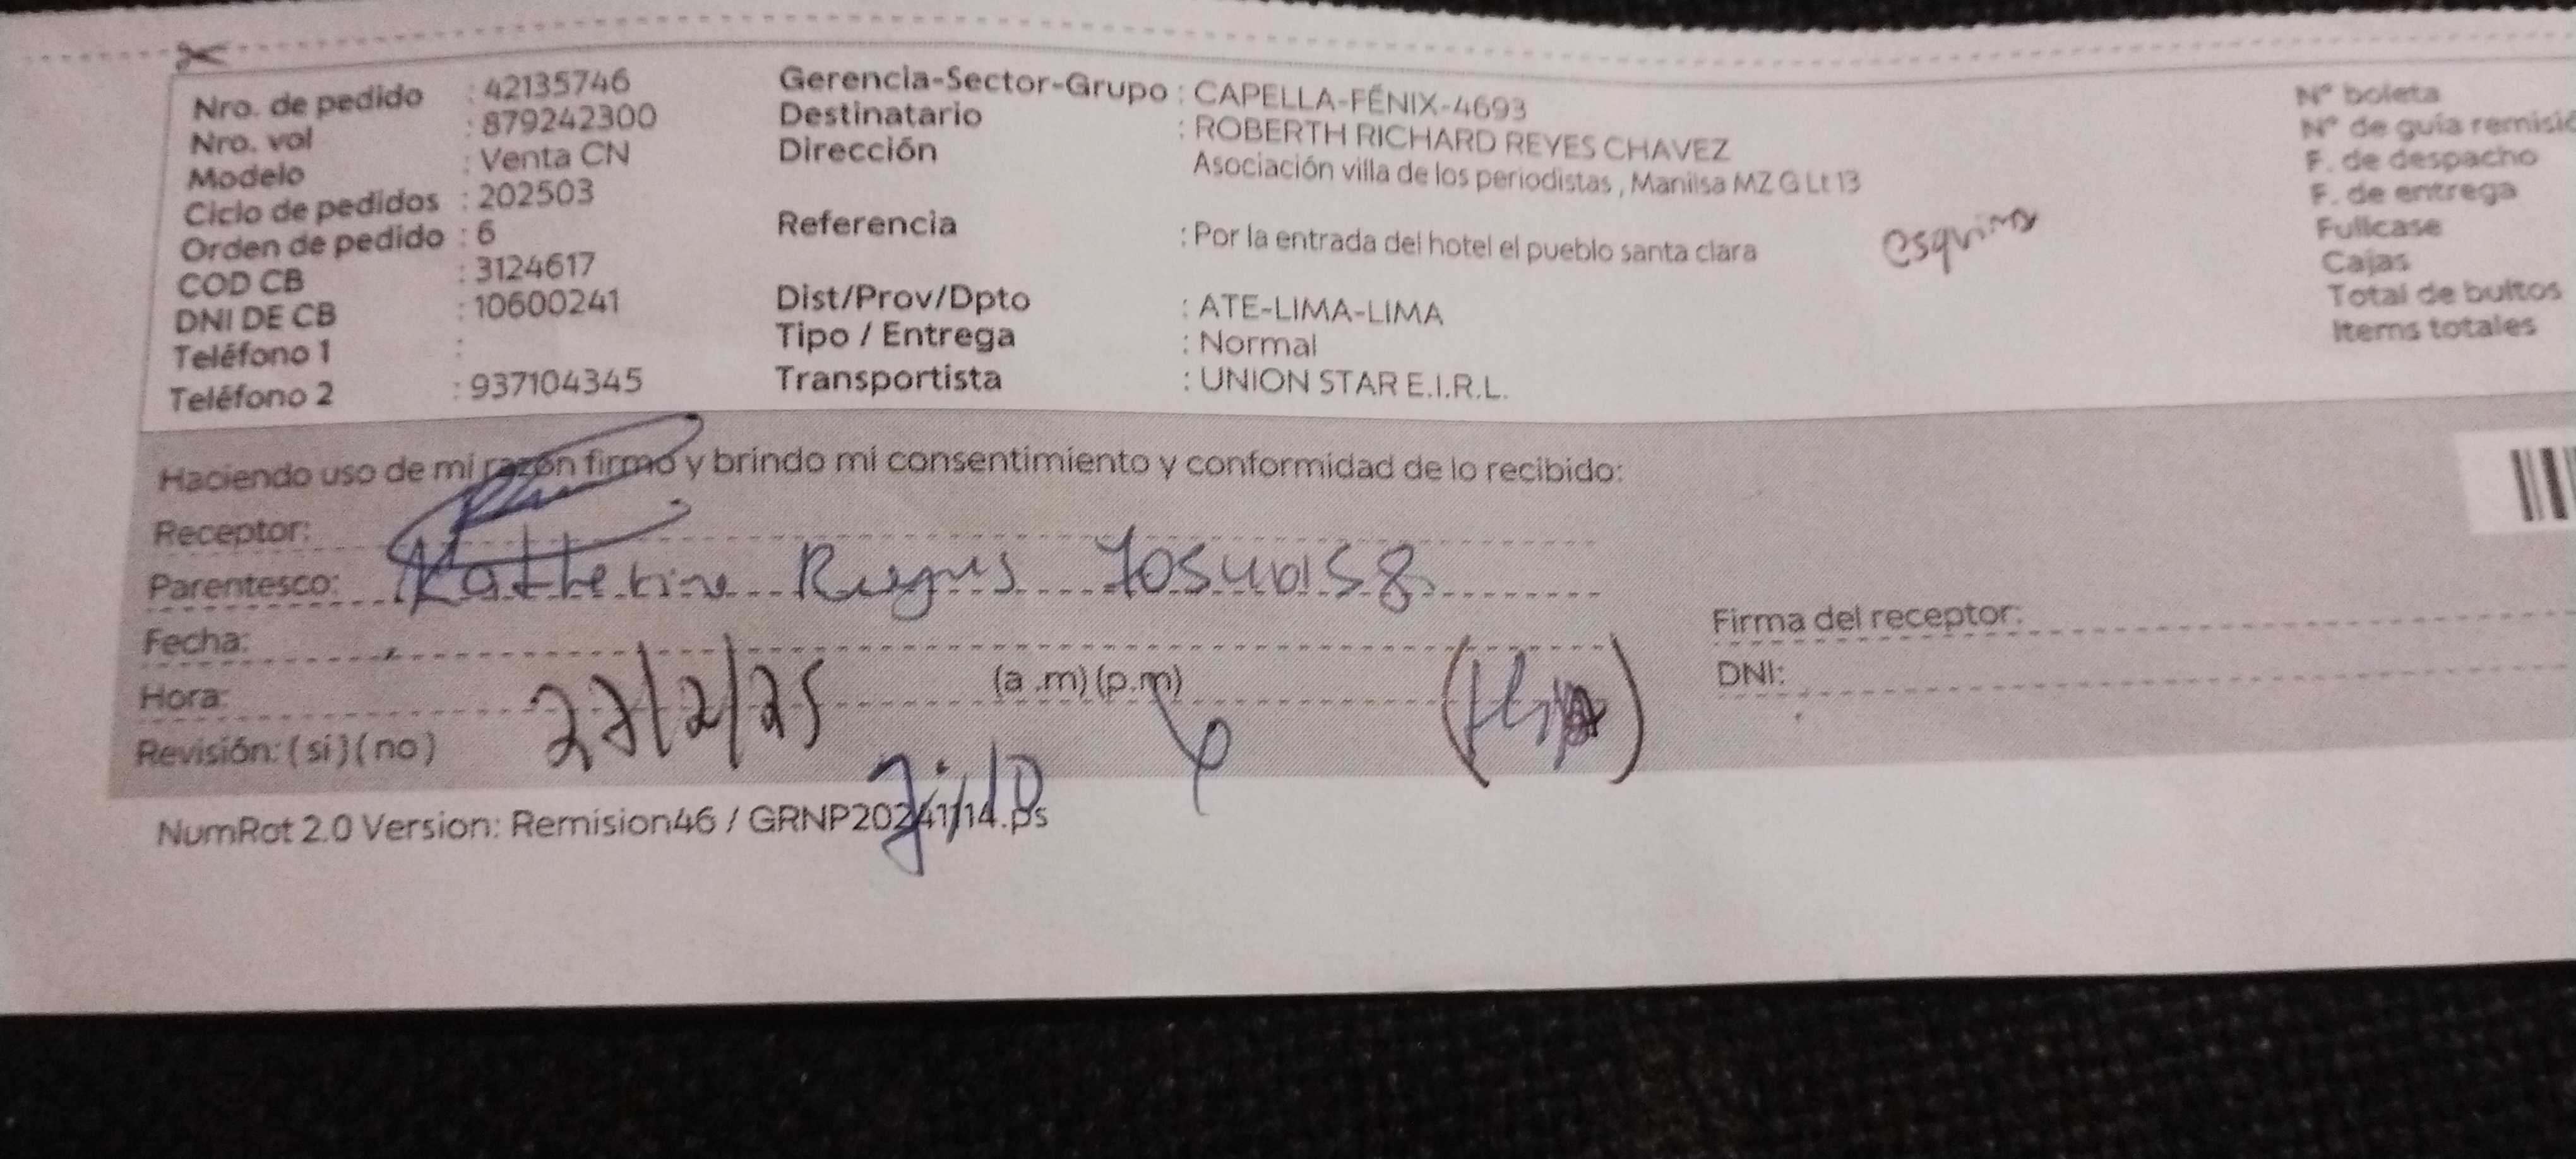 Nro. de pedido : 42135746
Nro. vol : 879242300
Modelo : Venta CN
Ciclo de pedidos : 202503
Orden de pedido : 6
COD CB : 3124617
DNI DE CB : 10600241
Teléfono 1 :
Teléfono 2 : 937104345
Gerencia-Sector-Grupo : CAPELLA-FÉNIX-4693
Destinatario : ROBERTH RICHARD REYES CHAVEZ
Dirección Asociación villa de los periodistas , Manilsa MZ G Lt 13
Referencia : Por la entrada del hotel el pueblo santa clara
esquina
Dist/Prov/Dpto : ATE-LIMA-LIMA
Tipo / Entrega : Normal
Transportista : UNION STAR E.I.R.L.
N° boleta
N° de guía remisió
F. de despacho
F. de entrega
Fullcase
Cajas
Total de bultos
Items totales
Haciendo uso de mi razón firmo y brindo mi consentimiento y conformidad de lo recibido:
Receptor:
Parentesco: Katherine Reyes
Fecha:
Hora: (a .m) (p.m)
Revisión: ( si ) ( no )
Firma del receptor:
DNI:
NumRot 2.0 Version: Remision46 / GRNP20241114.ps